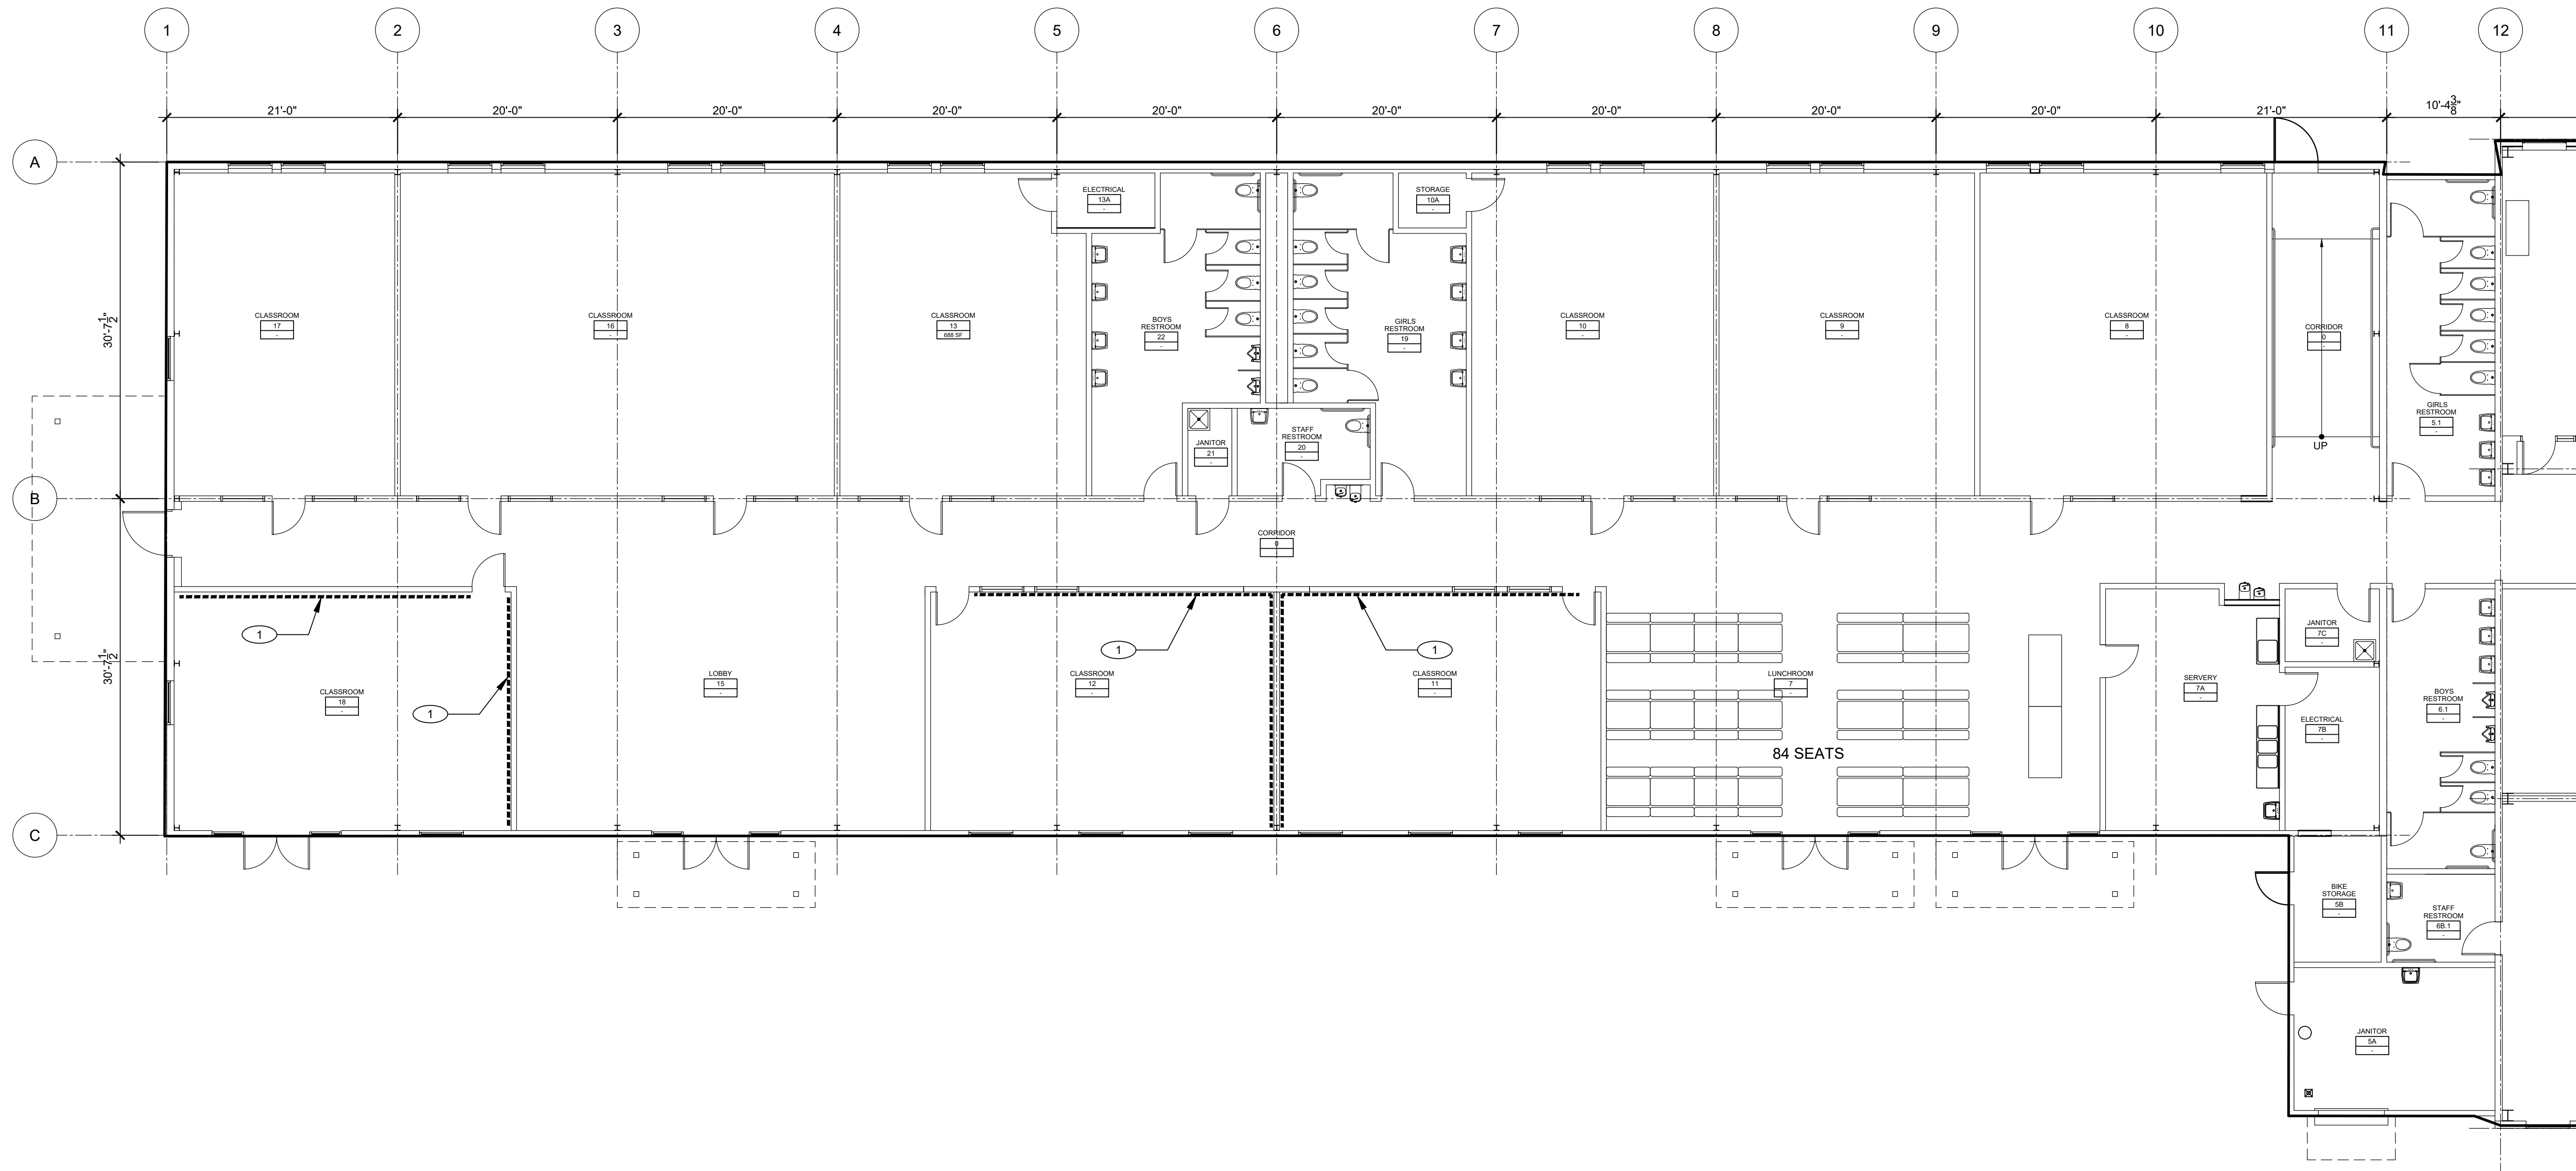 1 2 3 4 5 6 7 8 9 10 11 12
21'-0" 20'-0" 20'-0" 20'-0" 20'-0" 20'-0" 20'-0" 20'-0" 20'-0" 21'-0" 10'-4 3/8"
A
30'-7 1/2"
B
30'-7 1/2"
C
ELECTRICAL
13A
-
STORAGE
10A
-
CLASSROOM
17
-
CLASSROOM
16
-
CLASSROOM
13
688 SF
BOYS
RESTROOM
22
-
GIRLS
RESTROOM
19
-
CLASSROOM
10
-
CLASSROOM
9
-
CLASSROOM
8
-
CORRIDOR
0
-
UP
JANITOR
21
-
STAFF
RESTROOM
20
-
GIRLS
RESTROOM
5.1
-
CORRIDOR
0
-
1
1
1
1
CLASSROOM
18
-
LOBBY
15
-
CLASSROOM
12
-
CLASSROOM
11
-
LUNCHROOM
7
-
84 SEATS
SERVERY
7A
-
JANITOR
7C
-
ELECTRICAL
7B
-
BOYS
RESTROOM
6.1
-
BIKE
STORAGE
5B
-
STAFF
RESTROOM
6B.1
-
JANITOR
5A
-